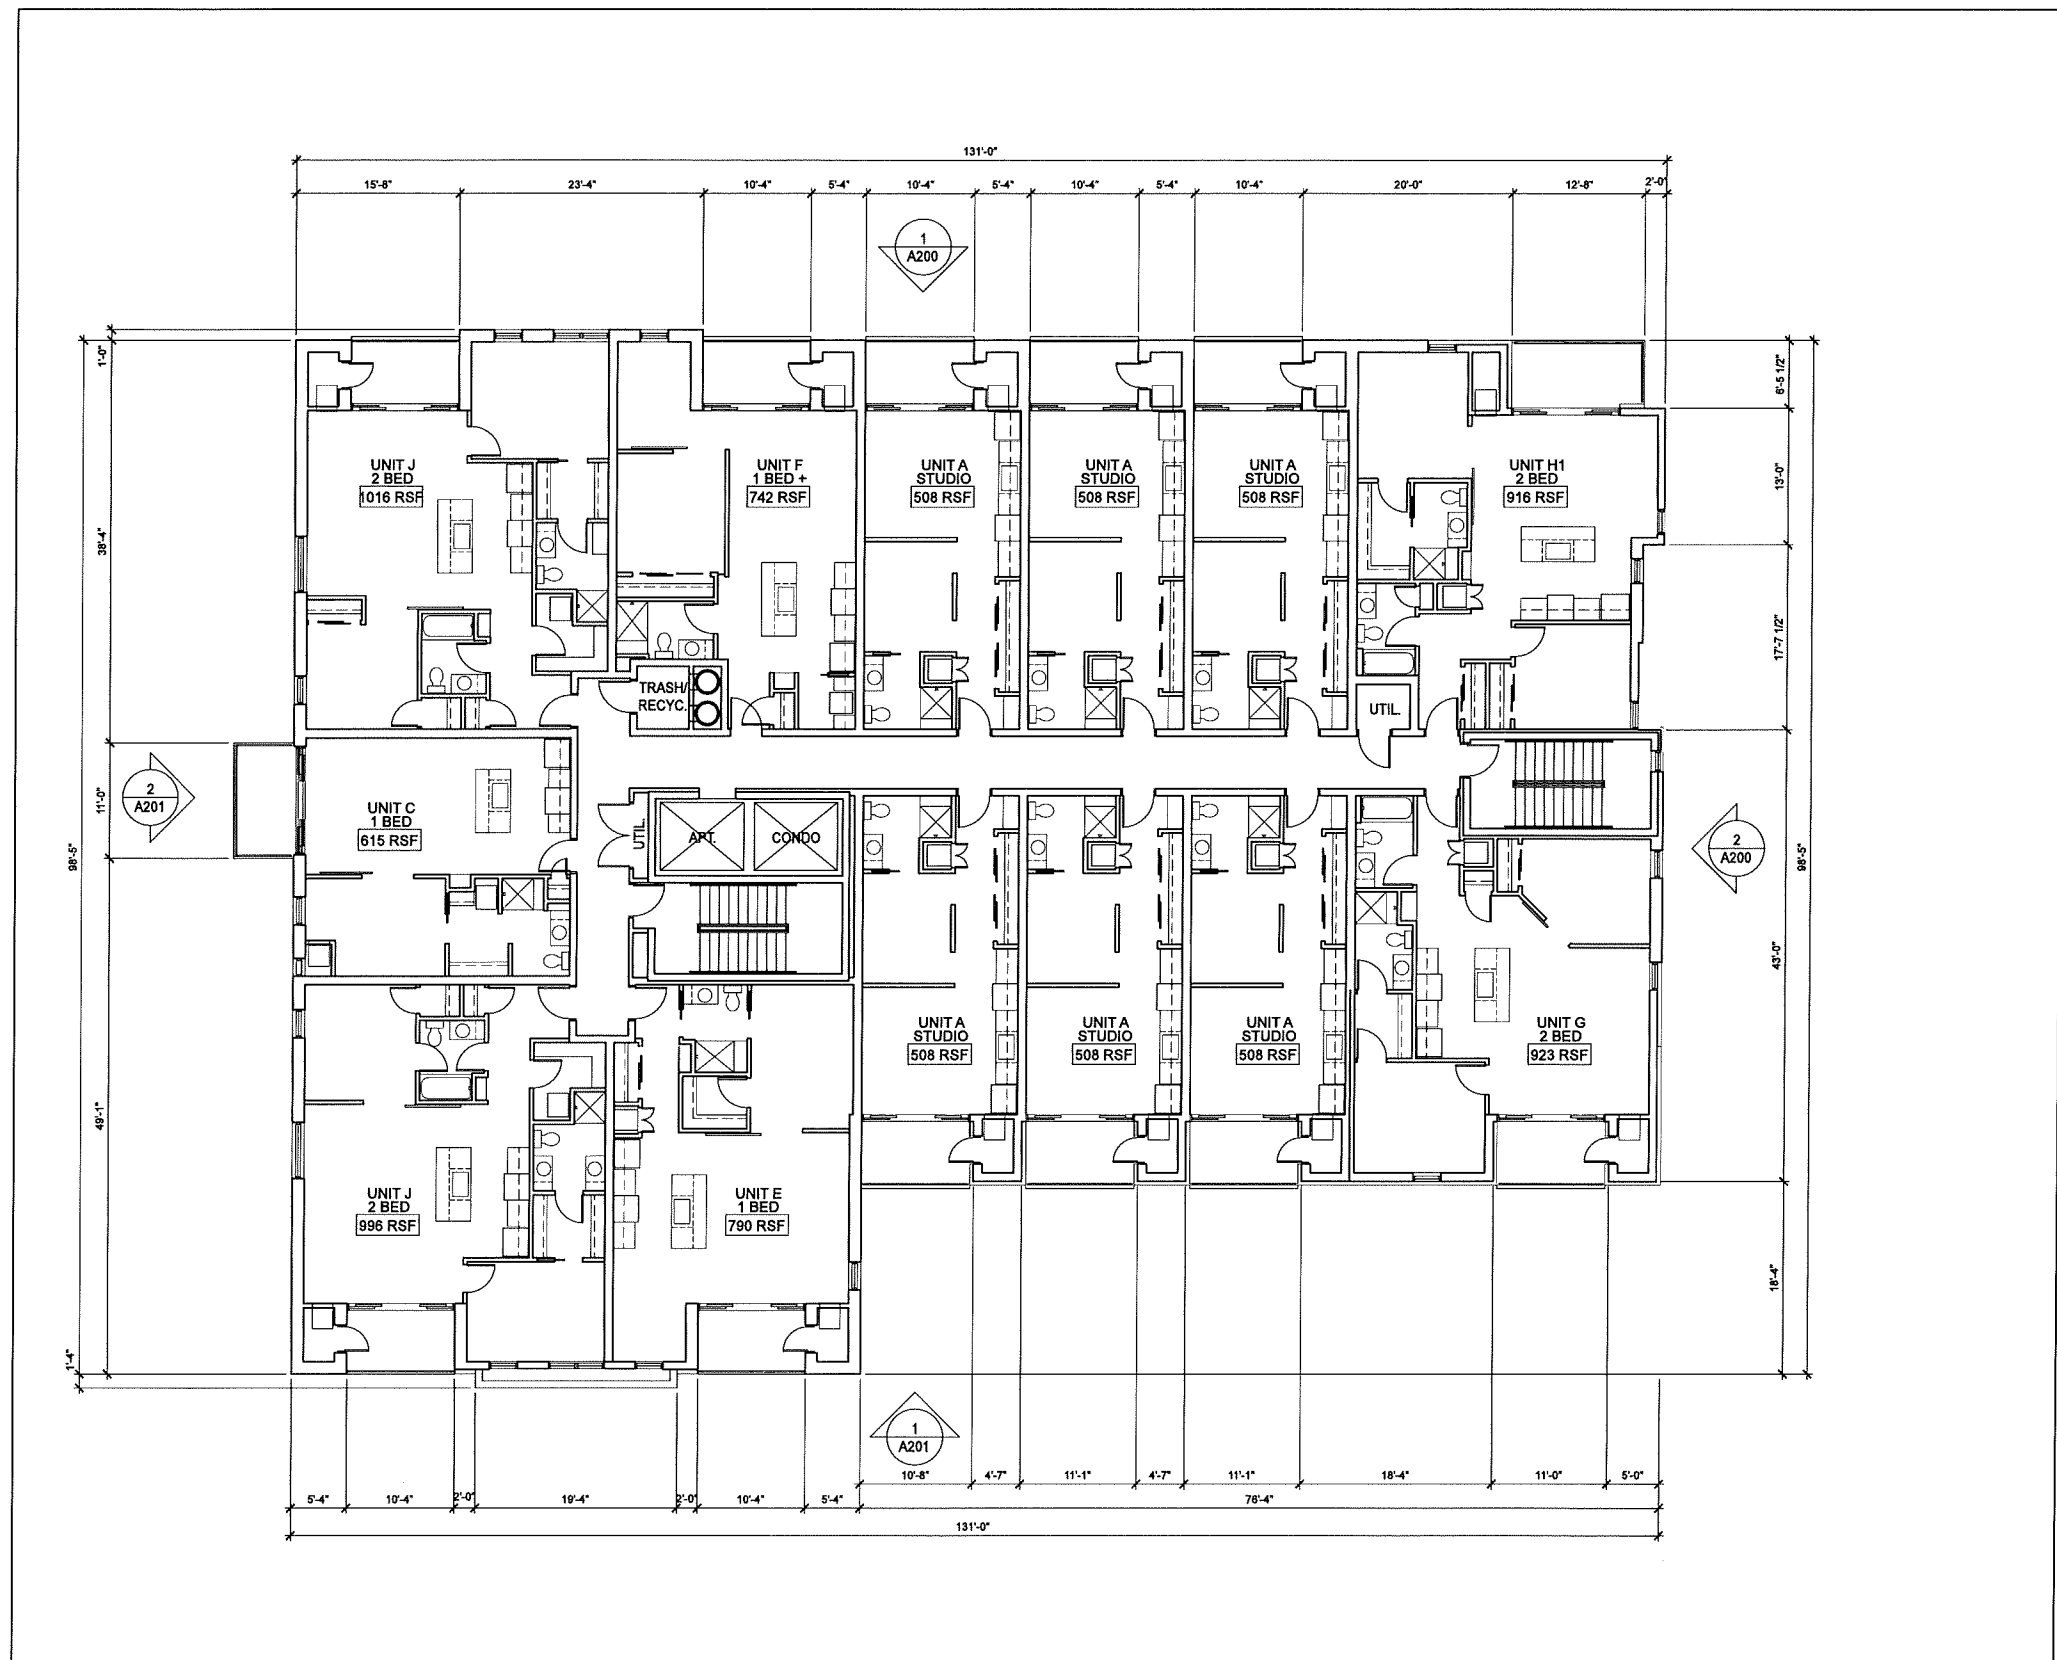 131'-0"
15'-8"
23'-4"
10'-4"
5'-4"
10'-4"
5'-4"
10'-4"
5'-4"
10'-4"
20'-0"
12'-8"
2'-0"
1
A200
1'-0"
38'-4"
11'-0"
98'-5"
49'-1"
1'-4"
6'-5 1/2"
13'-0"
17'-7 1/2"
43'-0"
98'-5"
18'-4"
UNIT J
2 BED
1016 RSF
UNIT F
1 BED +
742 RSF
UNIT A
STUDIO
508 RSF
UNIT A
STUDIO
508 RSF
UNIT A
STUDIO
508 RSF
UNIT H1
2 BED
916 RSF
TRASH/
RECYC.
UTIL.
2
A201
UNIT C
1 BED
615 RSF
UTIL.
APT.
CONDO
2
A200
UNIT A
STUDIO
508 RSF
UNIT A
STUDIO
508 RSF
UNIT A
STUDIO
508 RSF
UNIT G
2 BED
923 RSF
UNIT J
2 BED
996 RSF
UNIT E
1 BED
790 RSF
1
A201
10'-8"
4'-7"
11'-1"
4'-7"
11'-1"
18'-4"
11'-0"
5'-0"
5'-4"
10'-4"
2'-0"
19'-4"
2'-0"
10'-4"
5'-4"
76'-4"
131'-0"